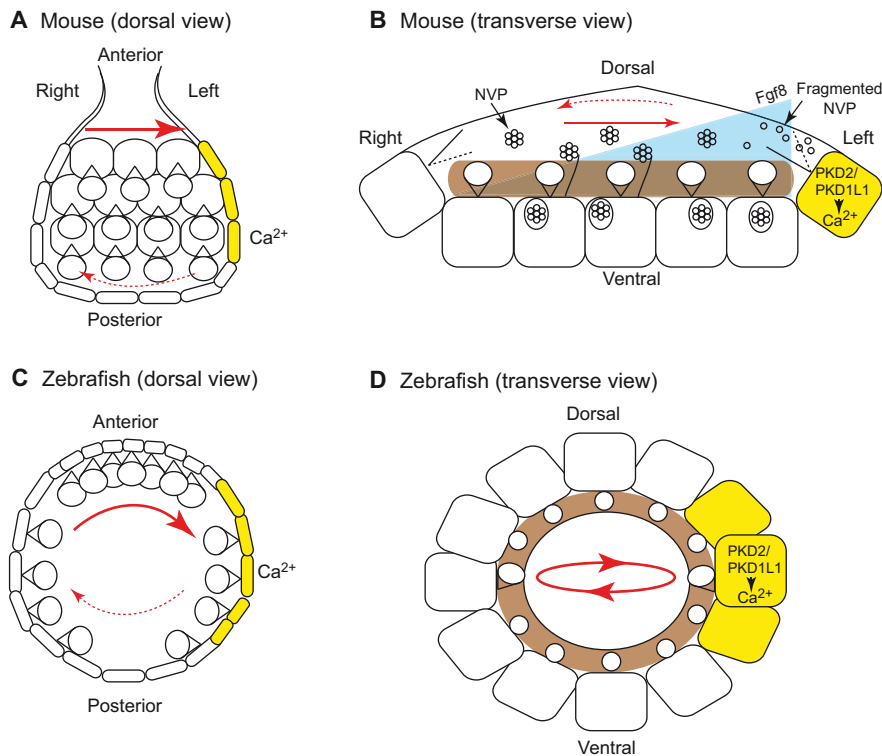 A Mouse (dorsal view)
Anterior
Right
Left
Ca²⁺
Posterior
B Mouse (transverse view)
Dorsal
NVP
Fgf8
Fragmented
NVP
Right
Left
PKD2/
PKD1L1
Ca²⁺
Ventral
C Zebrafish (dorsal view)
Anterior
Ca²⁺
Posterior
D Zebrafish (transverse view)
Dorsal
PKD2/
PKD1L1
Ca²⁺
Ventral